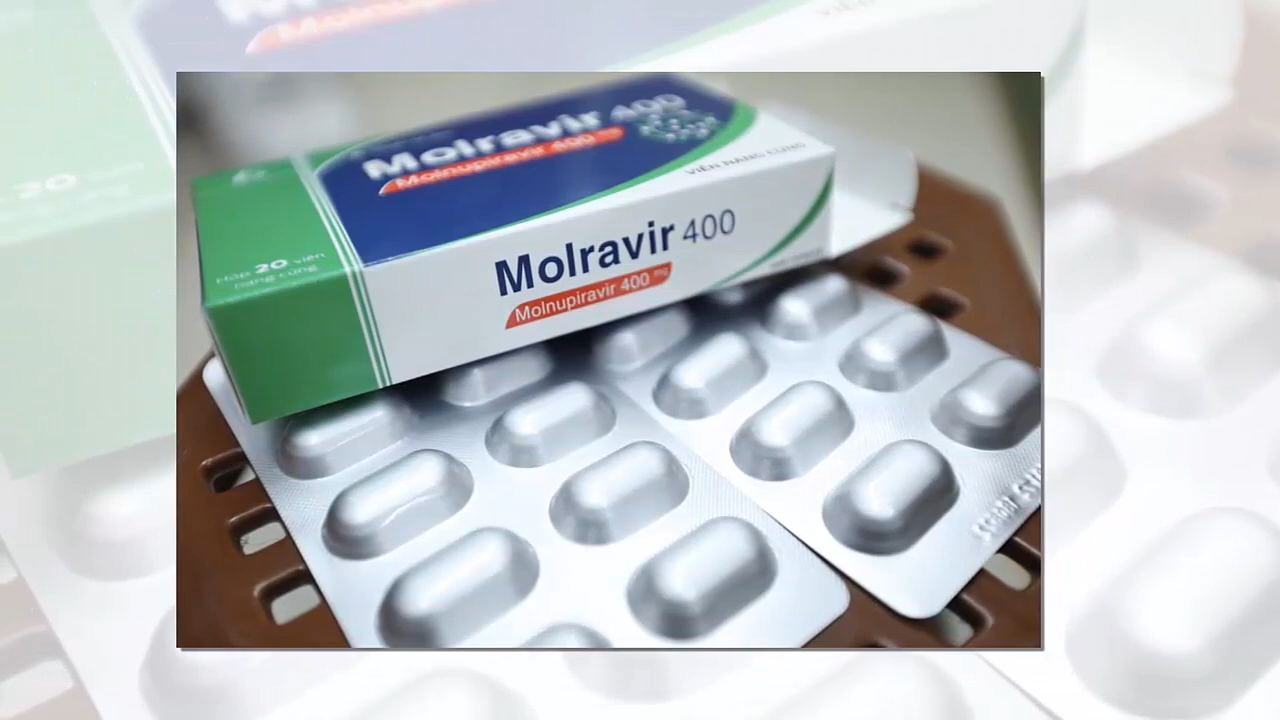 Molravir 400
Molnupiravir 400 mg
VIÊN NANG CỨNG
Hộp 20 viên
nang cứng
Molravir 400
Molnupiravir 400 mg